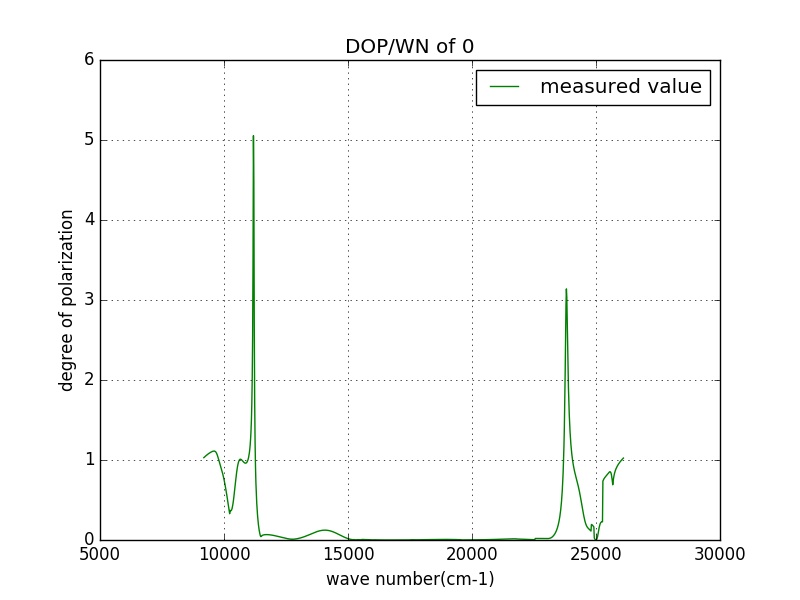 DOP/WN of 0
measured value
6
5
4
3
2
1
0
degree of polarization
5000 10000 15000 20000 25000 30000
wave number(cm-1)